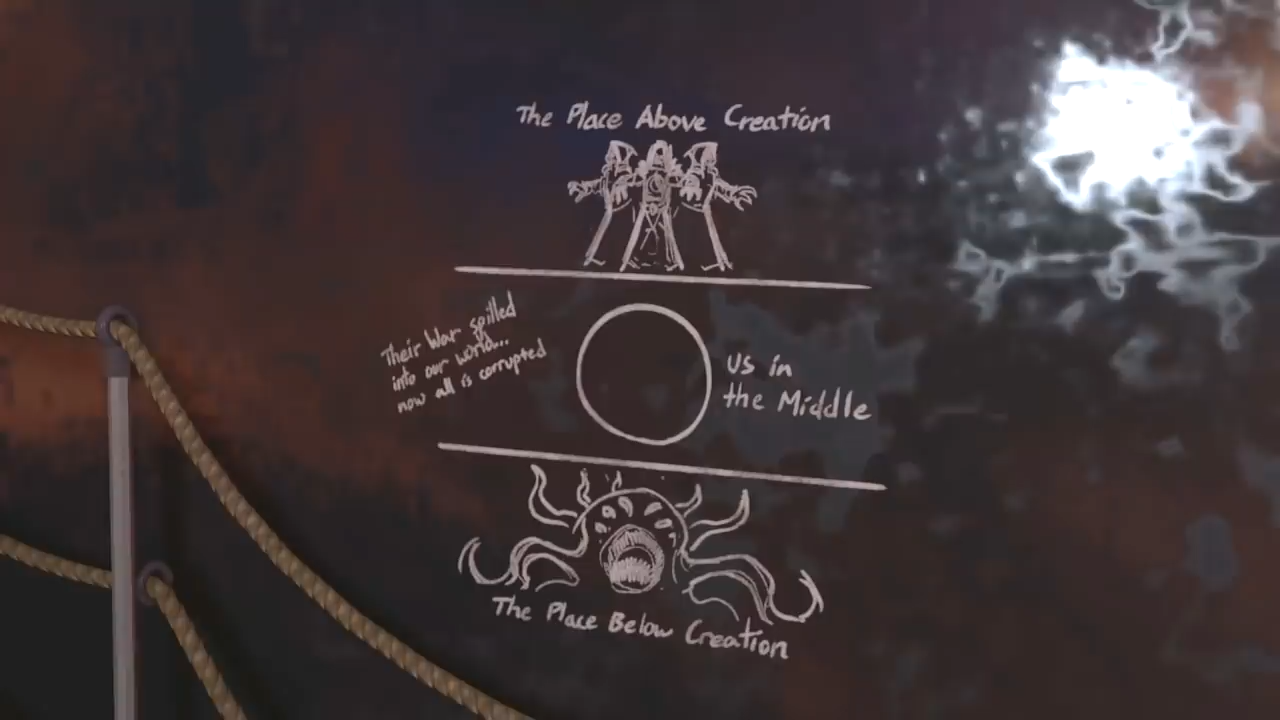 The Place Above Creation
Their War spilled
into our world...
now all is corrupted
us in
the Middle
The Place Below Creation